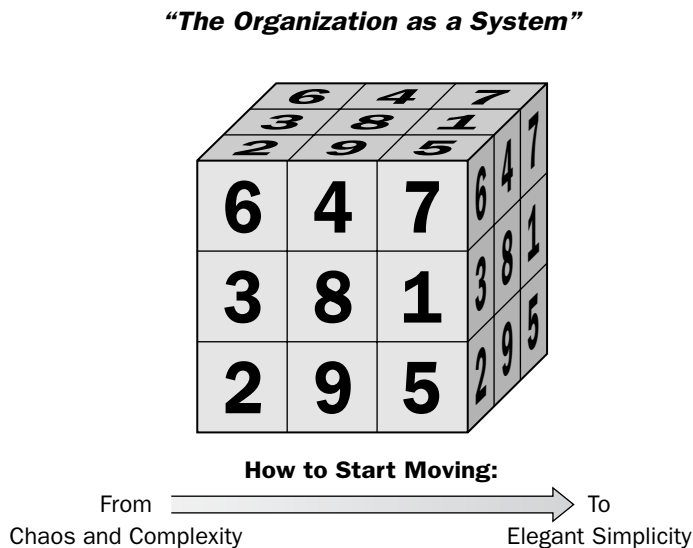 “The Organization as a System”
6 4 7
3 8 1
2 9 5
6 4 7
3 8 1
2 9 5
6 4 7
3 8 1
2 9 5
How to Start Moving:
From To
Chaos and Complexity Elegant Simplicity